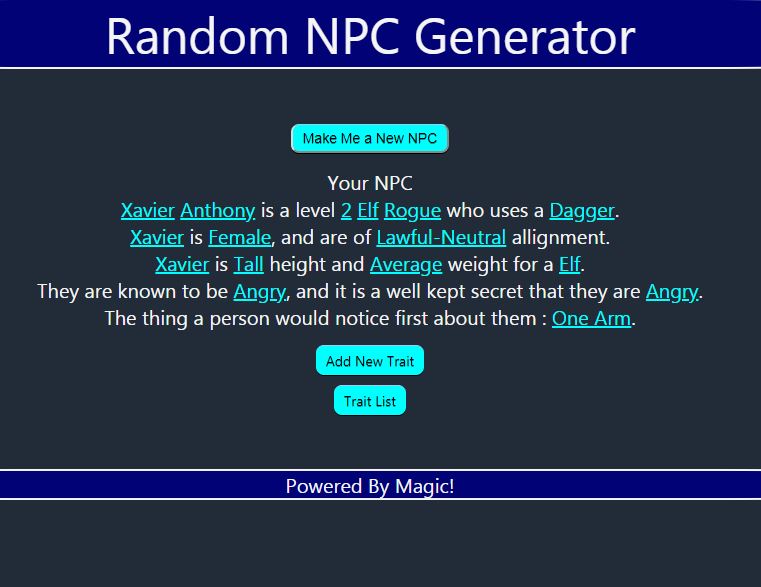 Random NPC Generator
Make Me a New NPC
Your NPC
Xavier Anthony is a level 2 Elf Rogue who uses a Dagger.
Xavier is Female, and are of Lawful-Neutral allignment.
Xavier is Tall height and Average weight for a Elf.
They are known to be Angry, and it is a well kept secret that they are Angry.
The thing a person would notice first about them : One Arm.
Add New Trait
Trait List
Powered By Magic!